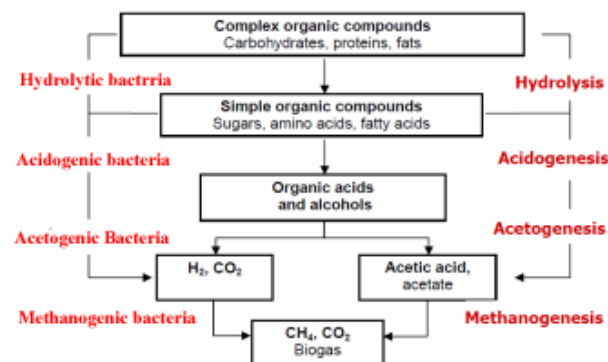 Complex organic compounds
Carbohydrates, proteins, fats
Hydrolytic bactrria
Hydrolysis
Simple organic compounds
Sugars, amino acids, fatty acids
Acidogenic bacteria
Acidogenesis
Organic acids
and alcohols
Acetogenic Bacteria
Acetogenesis
H₂, CO₂
Acetic acid,
acetate
Methanogenic bacteria
Methanogenesis
CH₄, CO₂
Biogas